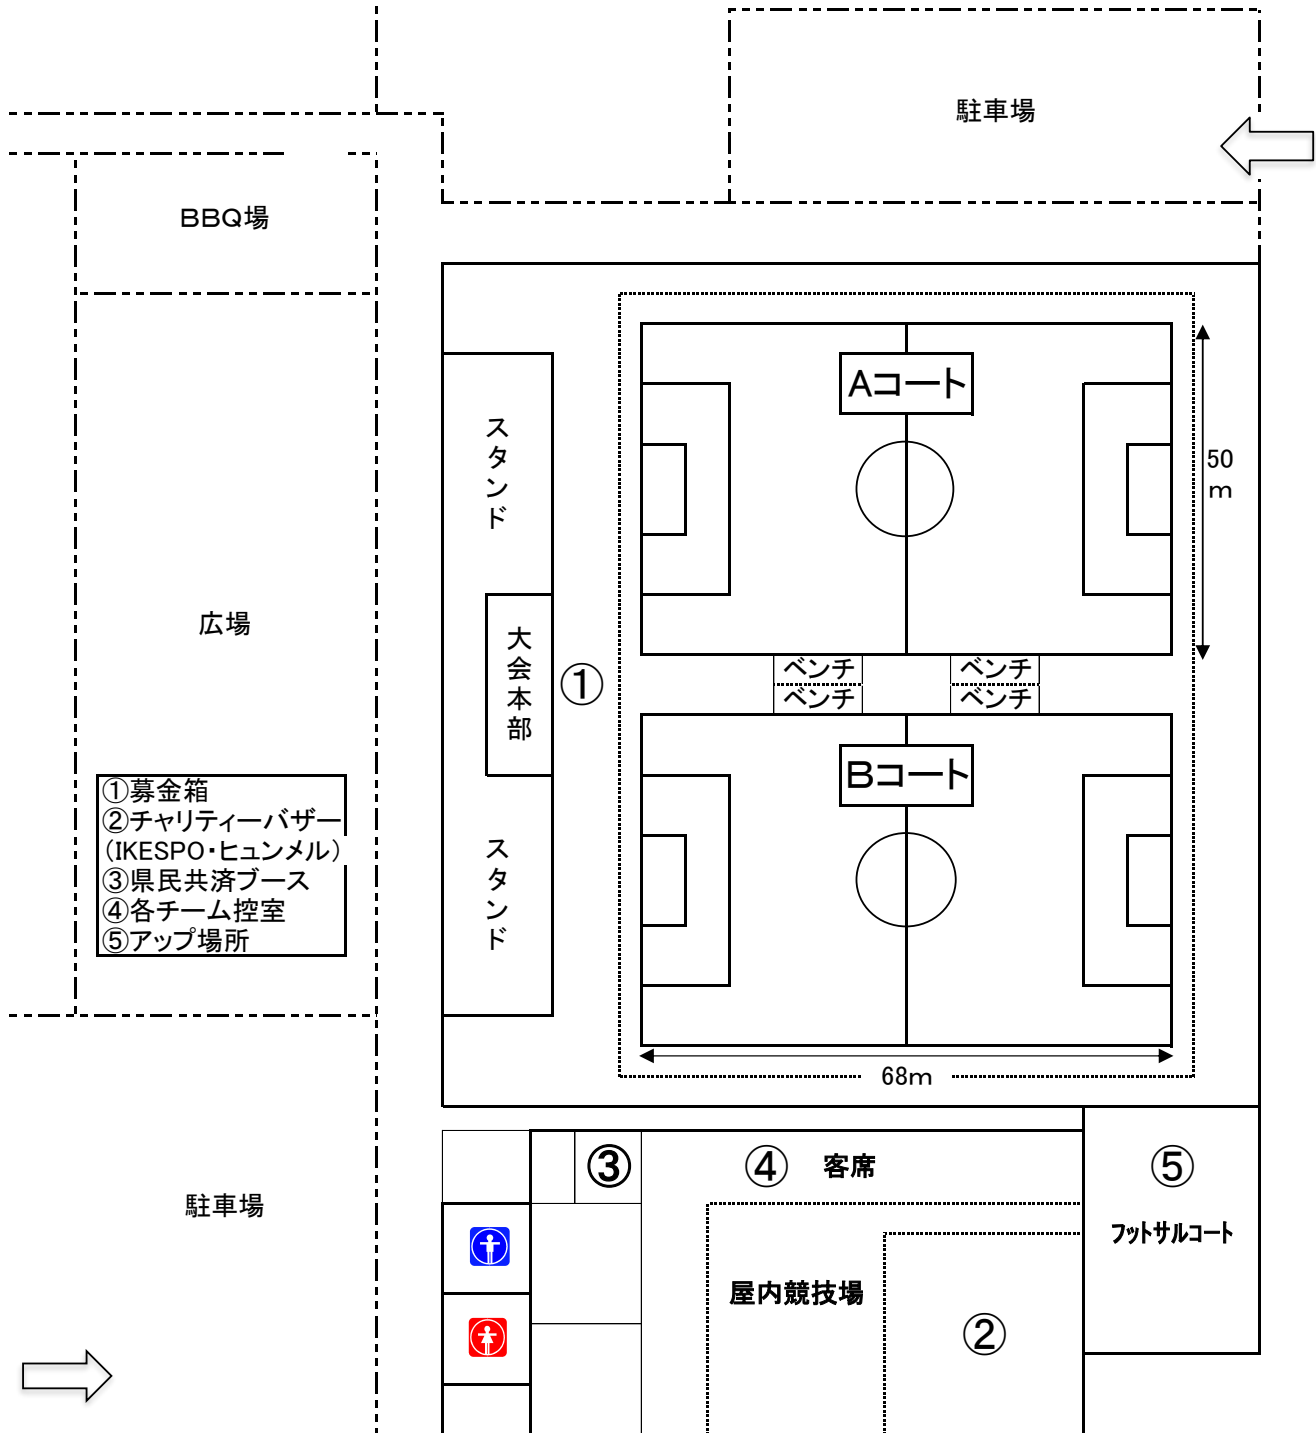 駐車場
BBQ場
Aコート
スタンド
50
m
広場
大会本部
①
ベンチ
ベンチ
ベンチ
ベンチ
Bコート
①募金箱
②チャリティーバザー
（IKESPO・ヒュンメル）
③県民共済ブース
④各チーム控室
⑤アップ場所
スタンド
68m
③
④
客席
⑤
駐車場
フットサルコート
屋内競技場
②